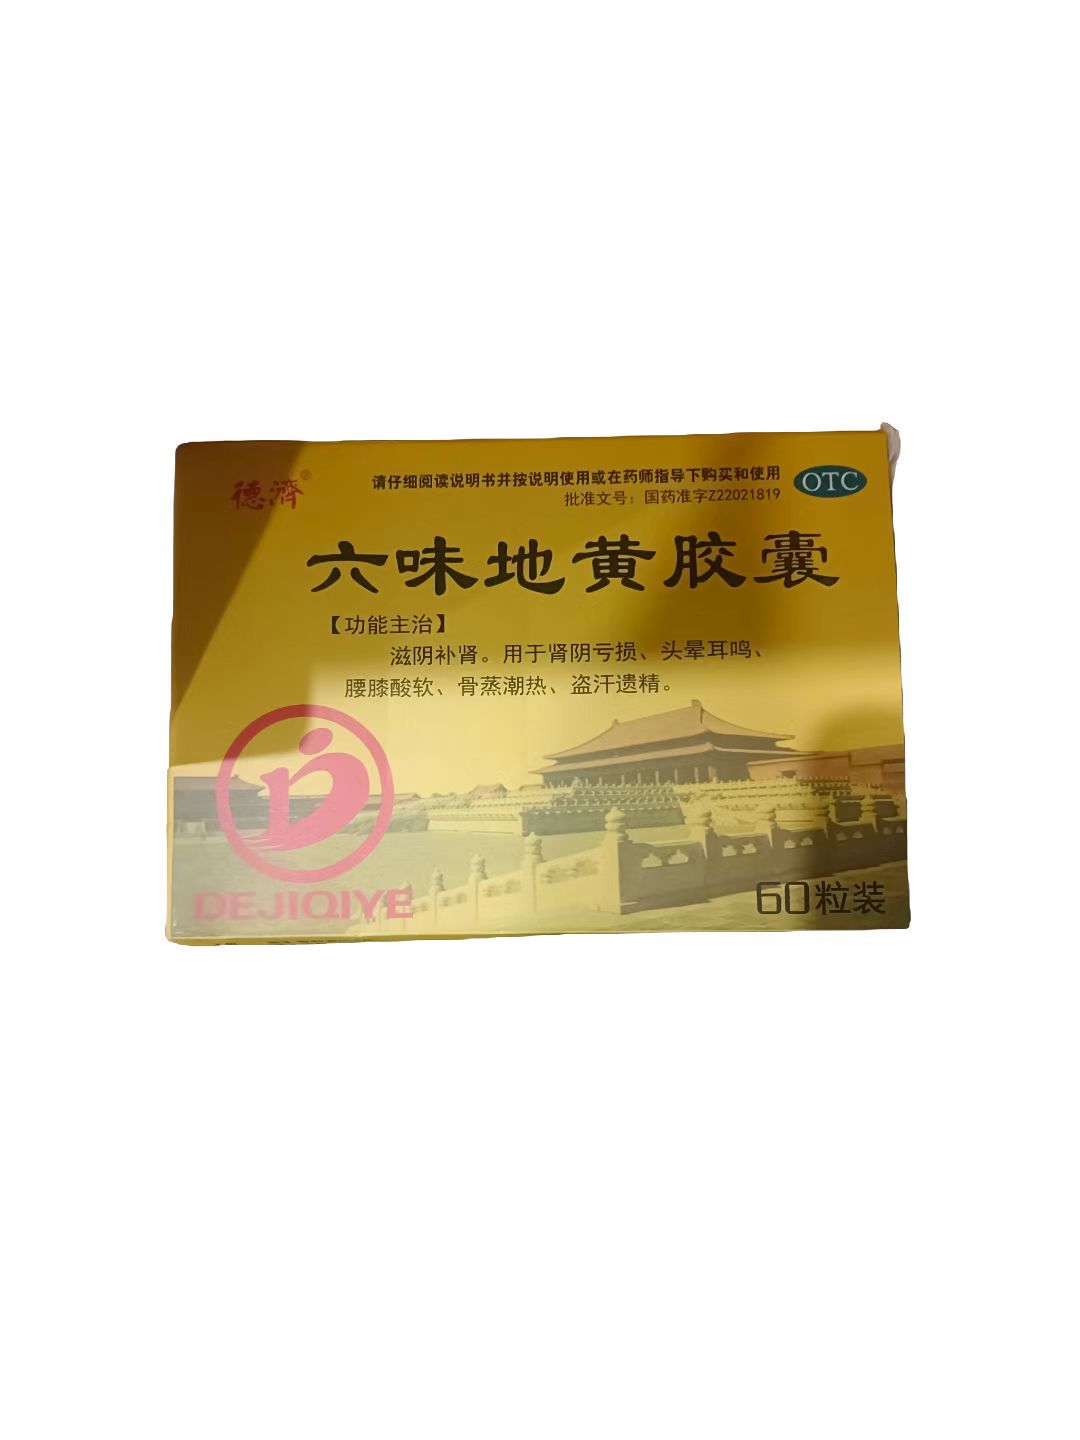 德濟®
请仔细阅读说明书并按说明使用或在药师指导下购买和使用
批准文号：国药准字Z22021819
OTC
六味地黄胶囊
【功能主治】
滋阴补肾。用于肾阴亏损、头晕耳鸣、
腰膝酸软、骨蒸潮热、盗汗遗精。
DEJIQIYE
60粒装